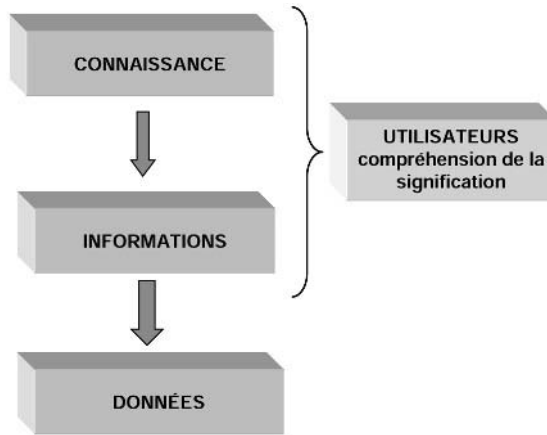 CONNAISSANCE
UTILISATEURS
compréhension de la
signification
INFORMATIONS
DONNÉES